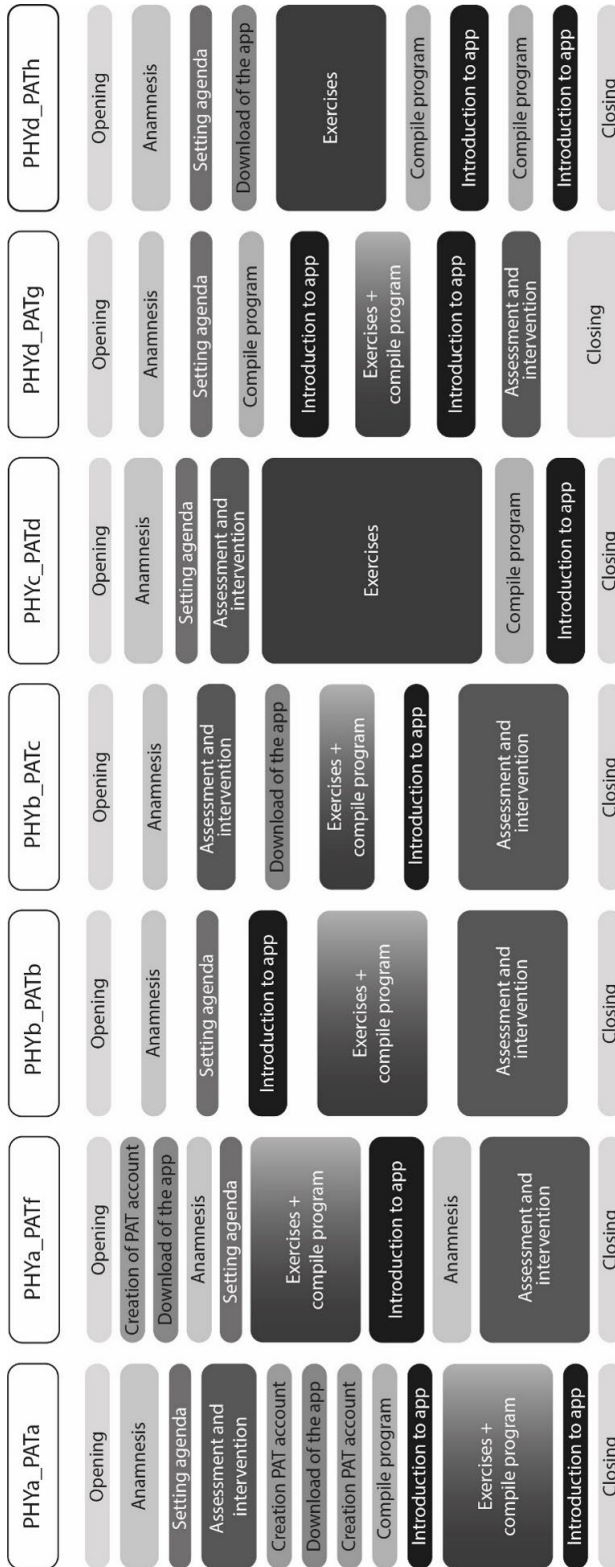 PHYa_PATa
Opening
Anamnesis
Setting agenda
Assessment and
intervention
Creation PAT account
Download of the app
Creation PAT account
Compile program
Introduction to app
Exercises +
compile program
Introduction to app
Closing
PHYa_PATf
Opening
Creation of PAT account
Download of the app
Anamnesis
Setting agenda
Exercises +
compile program
Introduction to app
Anamnesis
Assessment and
intervention
Closing
PHYb_PATb
Opening
Anamnesis
Setting agenda
Introduction to app
Exercises +
compile program
Assessment and
intervention
Closing
PHYb_PATc
Opening
Anamnesis
Assessment and
intervention
Download of the app
Exercises +
compile program
Introduction to app
Assessment and
intervention
Closing
PHYc_PATd
Opening
Anamnesis
Setting agenda
Assessment and
intervention
Exercises
Compile program
Introduction to app
Closing
PHYd_PATg
Opening
Anamnesis
Setting agenda
Compile program
Introduction to app
Exercises +
compile program
Introduction to app
Assessment and
intervention
Closing
PHYd_PATh
Opening
Anamnesis
Setting agenda
Download of the app
Exercises
Compile program
Introduction to app
Compile program
Introduction to app
Closing